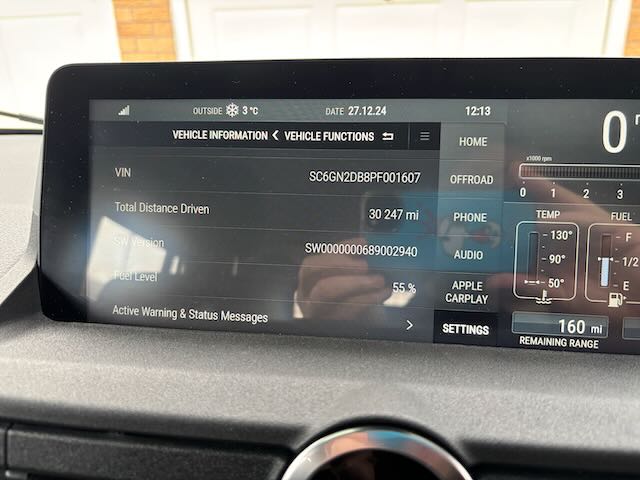 OUTSIDE 3 °C DATE 27.12.24 12:13
VEHICLE INFORMATION < VEHICLE FUNCTIONS
VIN SC6GN2DB8PF001607
Total Distance Driven 30 247 mi
SW Version SW0000000689002940
Fuel Level 55 %
Active Warning & Status Messages >
HOME
OFFROAD
PHONE
AUDIO
APPLE
CARPLAY
SETTINGS
0
x1000 rpm
0 1 2 3
TEMP
130°
90°
50°
FUEL
F
1/2
E
160 mi
REMAINING RANGE